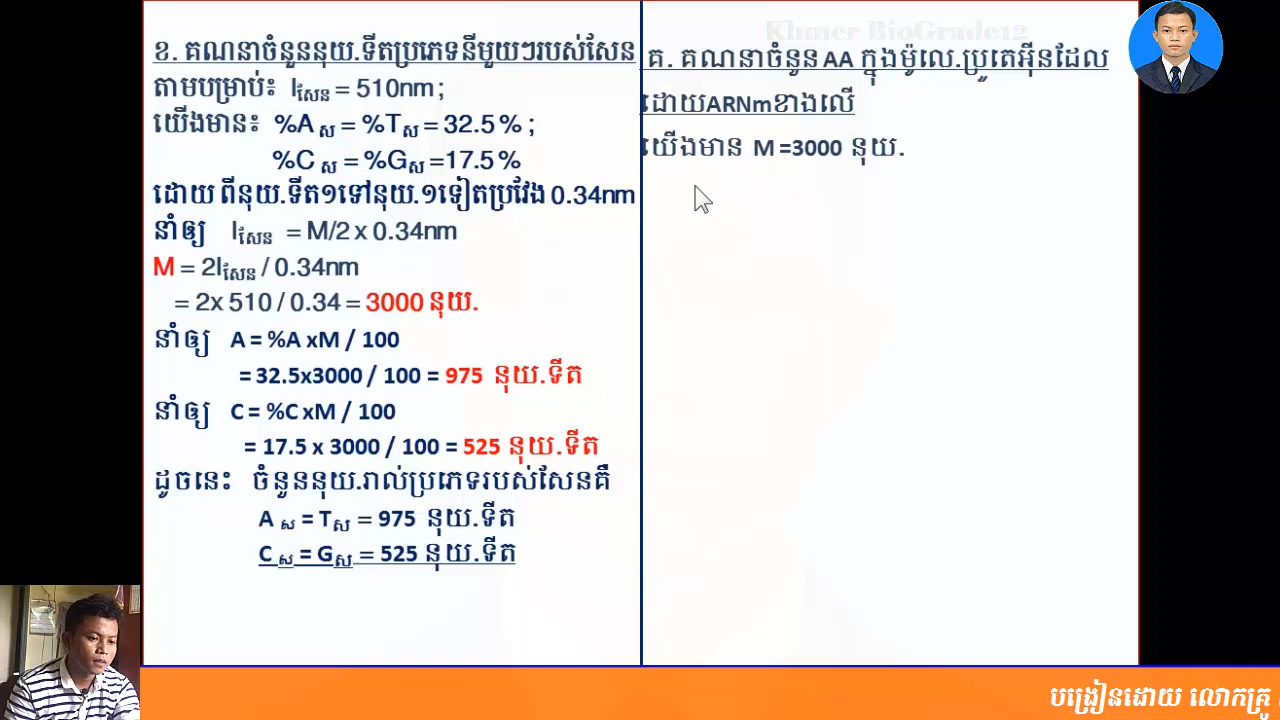 Khmer BioGrade12
ខ. គណនាចំនួននុយ.ទីតប្រភេទនីមួយៗរបស់សែន
តាមបម្រាប់៖ lសែន = 510nm ;
យើងមាន៖ %A ស = %Tស = 32.5 % ;
%C ស = %Gស =17.5 %
ដោយ ពីនុយ.ទីត១ទៅនុយ.១ទៀតប្រវែង 0.34nm
នាំឲ្យ lសែន = M/2 x 0.34nm
M = 2lសែន / 0.34nm
= 2x 510 / 0.34 = 3000 នុយ.
នាំឲ្យ A = %A xM / 100
= 32.5x3000 / 100 = 975 នុយ.ទីត
នាំឲ្យ C = %C xM / 100
= 17.5 x 3000 / 100 = 525 នុយ.ទីត
ដូចនេះ ចំនួននុយ.រាល់ប្រភេទរបស់សែនគឺ
A ស = Tស = 975 នុយ.ទីត
C ស = Gស = 525 នុយ.ទីត
គ. គណនាចំនួន AA ក្នុងម៉ូលេ.ប្រូតេអ៊ីនដែល
ដោយARNmខាងលើ
យើងមាន M =3000 នុយ.
បង្រៀនដោយ លោកគ្រូ